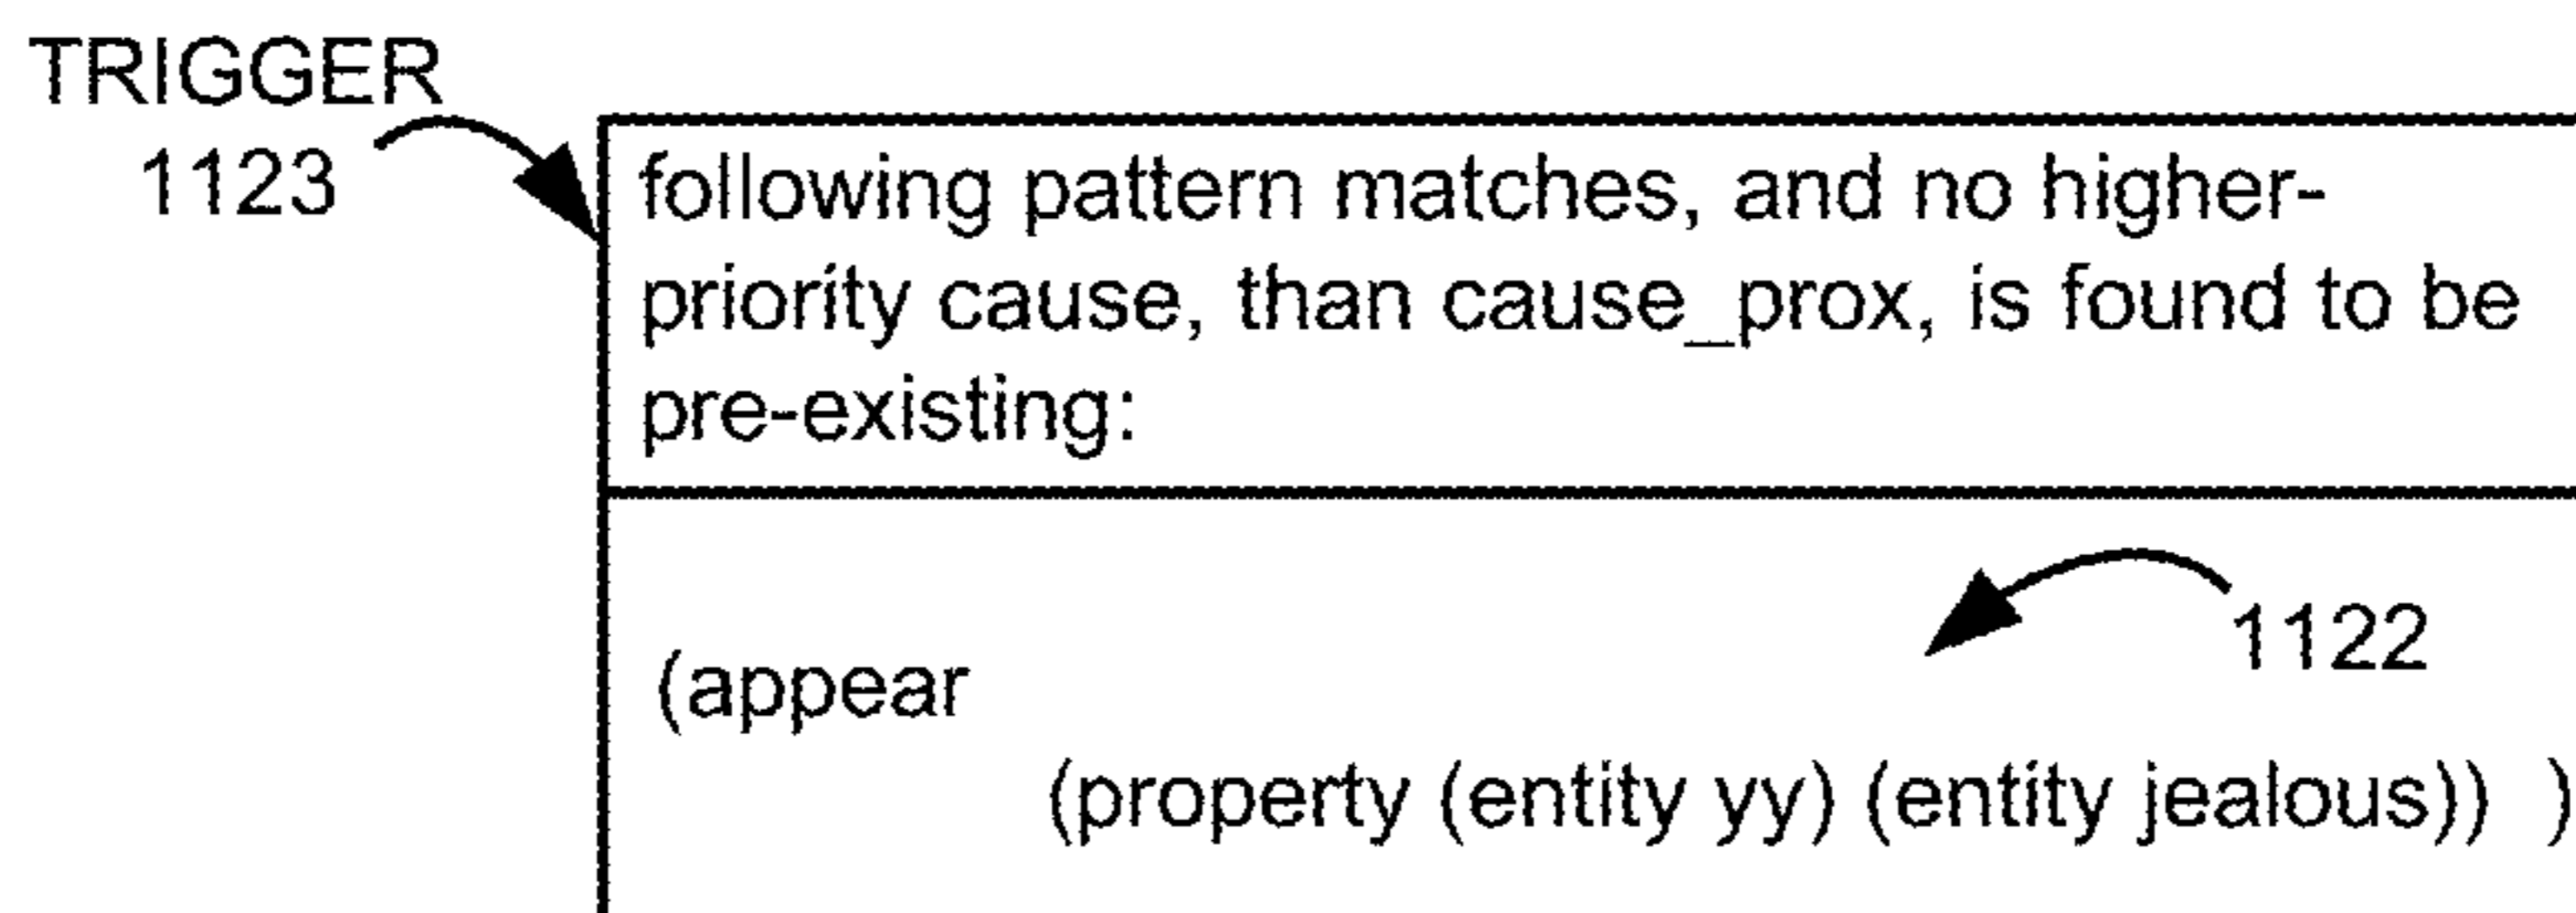 TRIGGER
1123
following pattern matches, and no higher-
priority cause, than cause_prox, is found to be
pre-existing:
1122
(appear
(property (entity yy) (entity jealous)) )